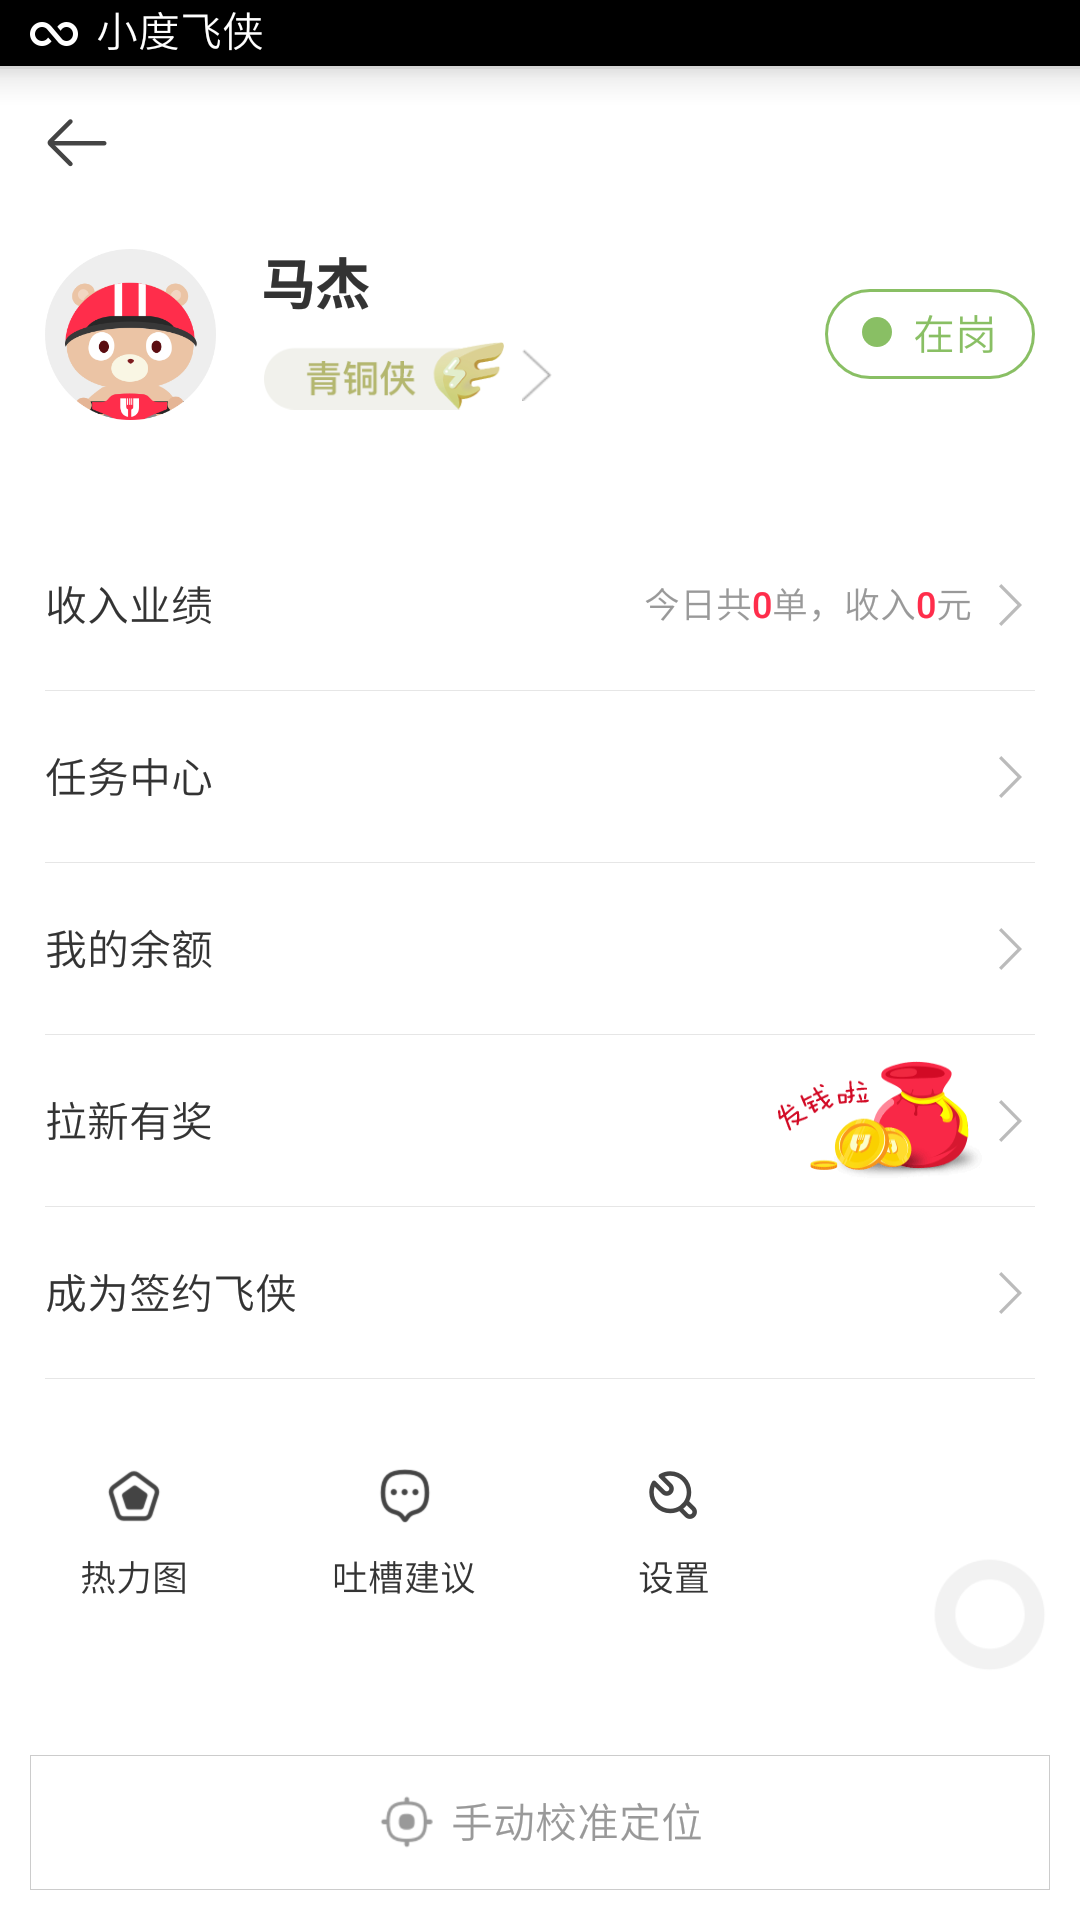 小度飞侠
马杰
青铜侠
在岗
收入业绩
今日共0单，收入0元
任务中心
我的余额
拉新有奖
发钱啦
成为签约飞侠
热力图
吐槽建议
设置
手动校准定位